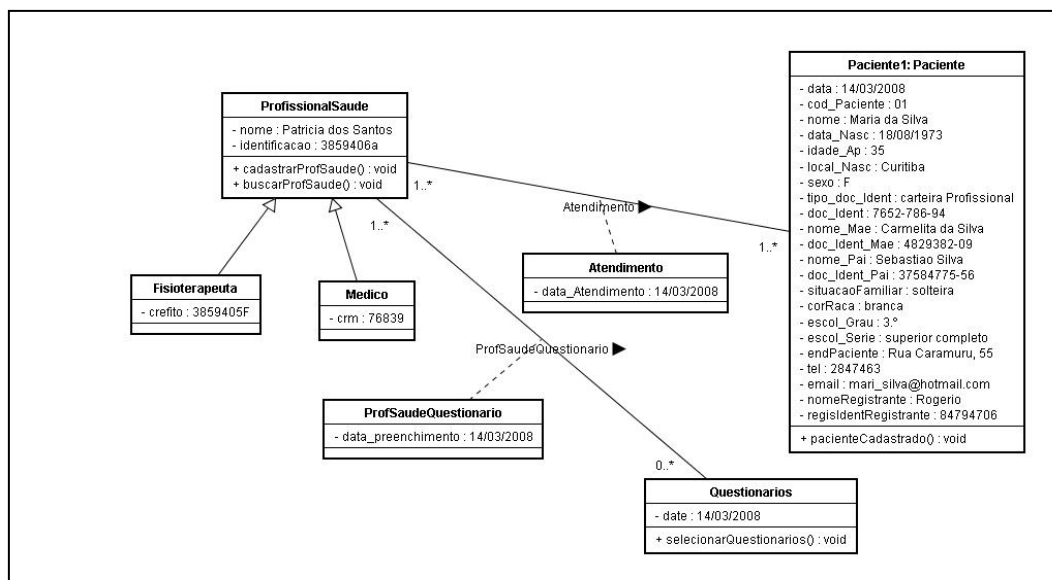 ProfissionalSaude
- nome : Patricia dos Santos
- identificacao : 3859406a
+ cadastrarProfSaude() : void
+ buscarProfSaude() : void
1..*
1..*
Atendimento
1..*
Paciente1: Paciente
- data : 14/03/2008
- cod_Paciente : 01
- nome : Maria da Silva
- data_Nasc : 18/08/1973
- idade_Ap : 35
- local_Nasc : Curitiba
- sexo : F
- tipo_doc_Ident : carteira Profissional
- doc_Ident : 7652-786-94
- nome_Mae : Carmelita da Silva
- doc_Ident_Mae : 4829382-09
- nome_Pai : Sebastiao Silva
- doc_Ident_Pai : 37584775-56
- situacaoFamiliar : solteira
- corRaca : branca
- escol_Grau : 3.º
- escol_Serie : superior completo
- endPaciente : Rua Caramuru, 55
- tel : 2847463
- email : mari_silva@hotmail.com
- nomeRegistrante : Rogerio
- regisIdentRegistrante : 84794706
+ pacienteCadastrado() : void
Atendimento
- data_Atendimento : 14/03/2008
Fisioterapeuta
- crefito : 3859405F
Medico
- crm : 76839
ProfSaudeQuestionario
ProfSaudeQuestionario
- data_preenchimento : 14/03/2008
0..*
Questionarios
- date : 14/03/2008
+ selecionarQuestionarios() : void